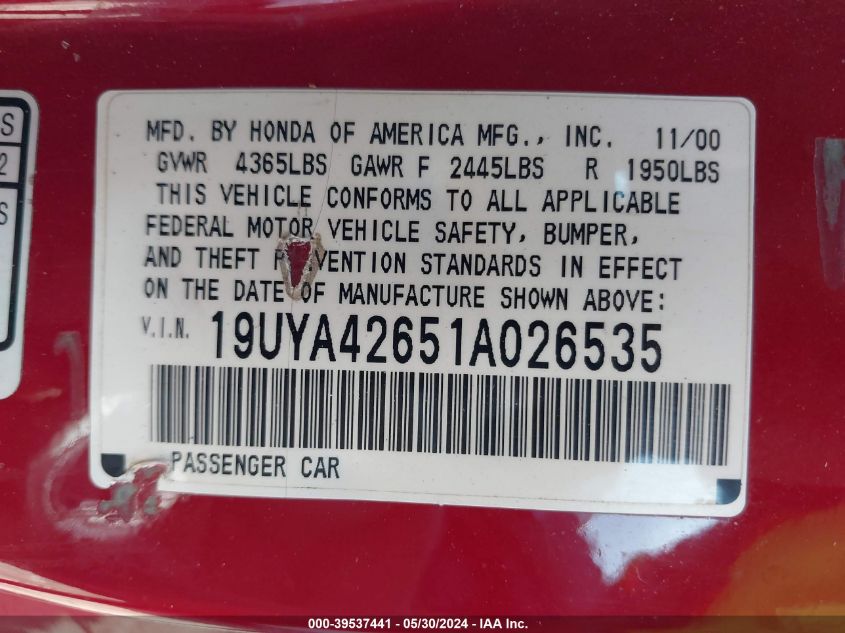 MFD. BY HONDA OF AMERICA MFG., INC. 11/00
GVWR 4365LBS GAWR F 2445LBS R 1950LBS
THIS VEHICLE CONFORMS TO ALL APPLICABLE
FEDERAL MOTOR VEHICLE SAFETY, BUMPER,
AND THEFT STANDARDS IN EFFECT
ON THE DATE OF MANUFACTURE SHOWN ABOVE:
V.I.N. 19UYA42651A026535
PASSENGER CAR
S
2
S
000-39537441 - 05/30/2024 - IAA Inc.